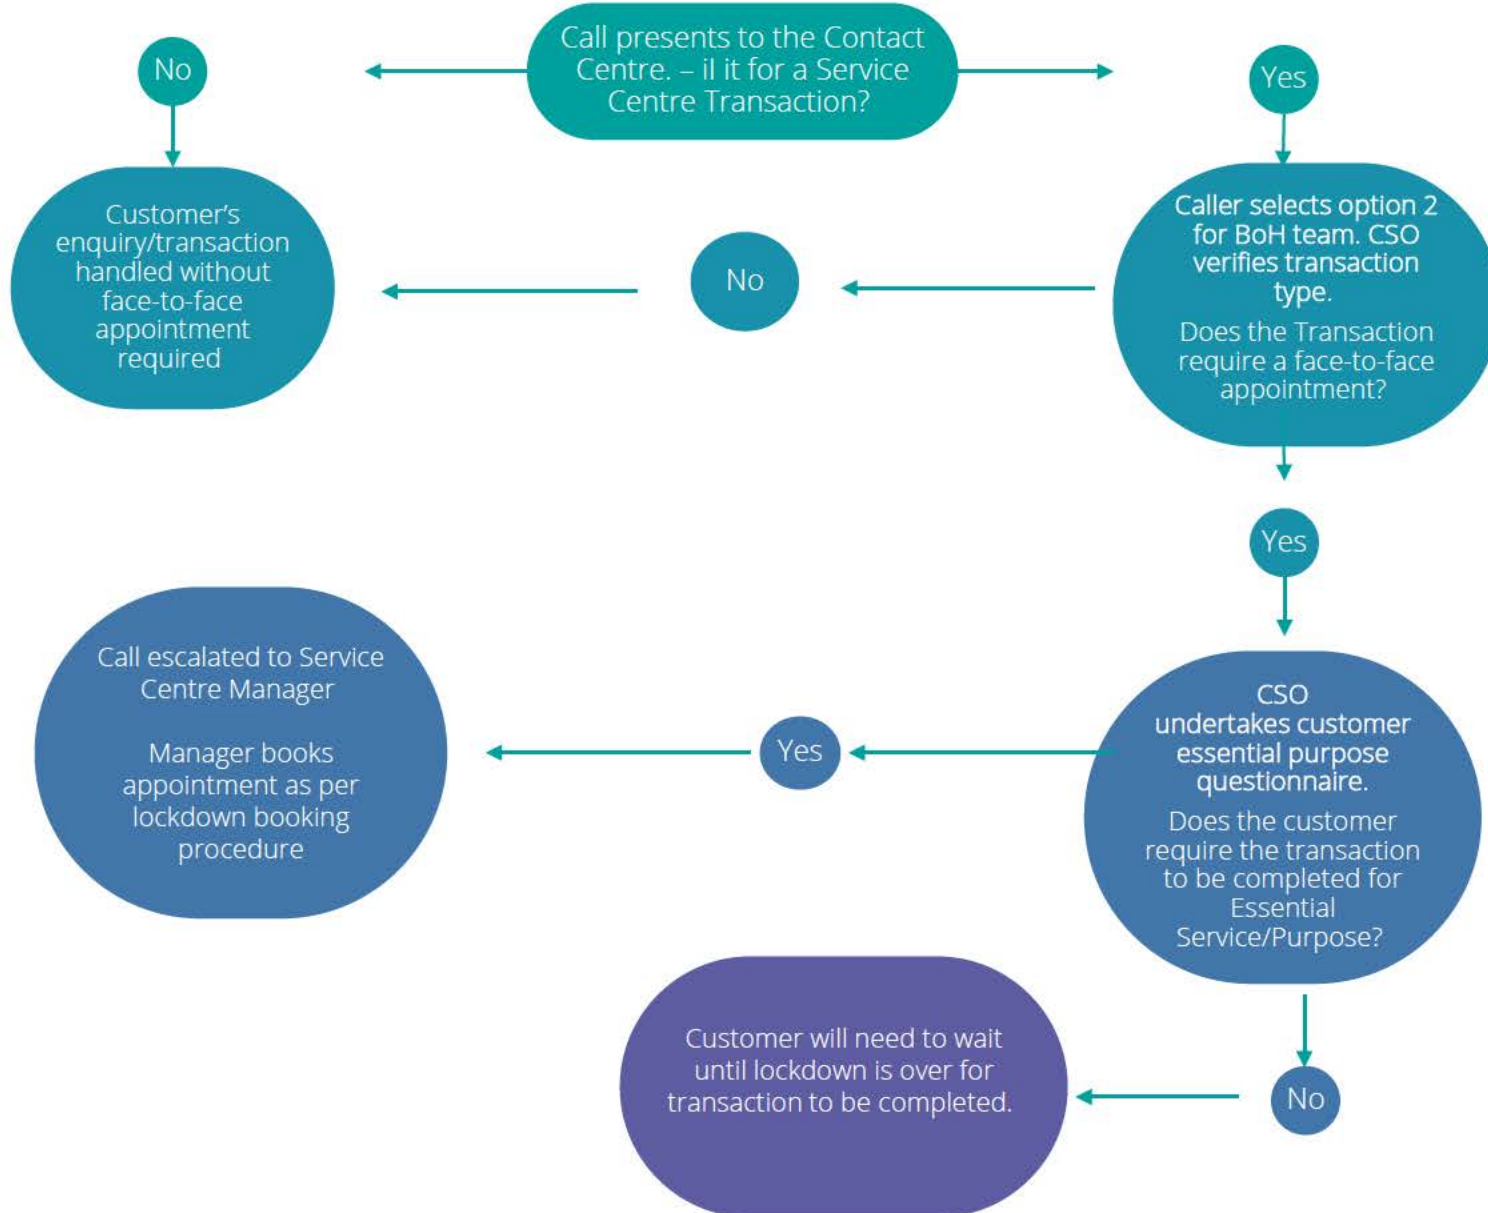 Call presents to the Contact
Centre. – iI it for a Service
Centre Transaction?
No
Yes
Customer’s
enquiry/transaction
handled without
face-to-face
appointment
required
No
Caller selects option 2
for BoH team. CSO
verifies transaction
type.
Does the Transaction
require a face-to-face
appointment?
Yes
Call escalated to Service
Centre Manager
Manager books
appointment as per
lockdown booking
procedure
Yes
CSO
undertakes customer
essential purpose
questionnaire.
Does the customer
require the transaction
to be completed for
Essential
Service/Purpose?
Customer will need to wait
until lockdown is over for
transaction to be completed.
No